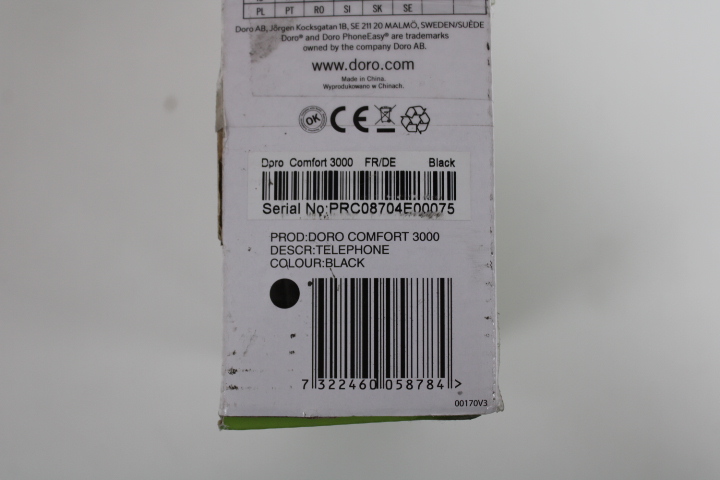 PL PT RO SI SK SE
Doro AB, Jörgen Kocksgatan 1B, SE 211 20 MALMÖ, SWEDEN/SUÈDE
Doro® and Doro PhoneEasy® are trademarks
owned by the company Doro AB.
www.doro.com
Made in China.
Wyprodukowano w Chinach.
OK CE
Dpro Comfort 3000 FR/DE Black
Serial No:PRC08704E00075
PROD:DORO COMFORT 3000
DESCR:TELEPHONE
COLOUR:BLACK
7 322460 058784 >
00170V3